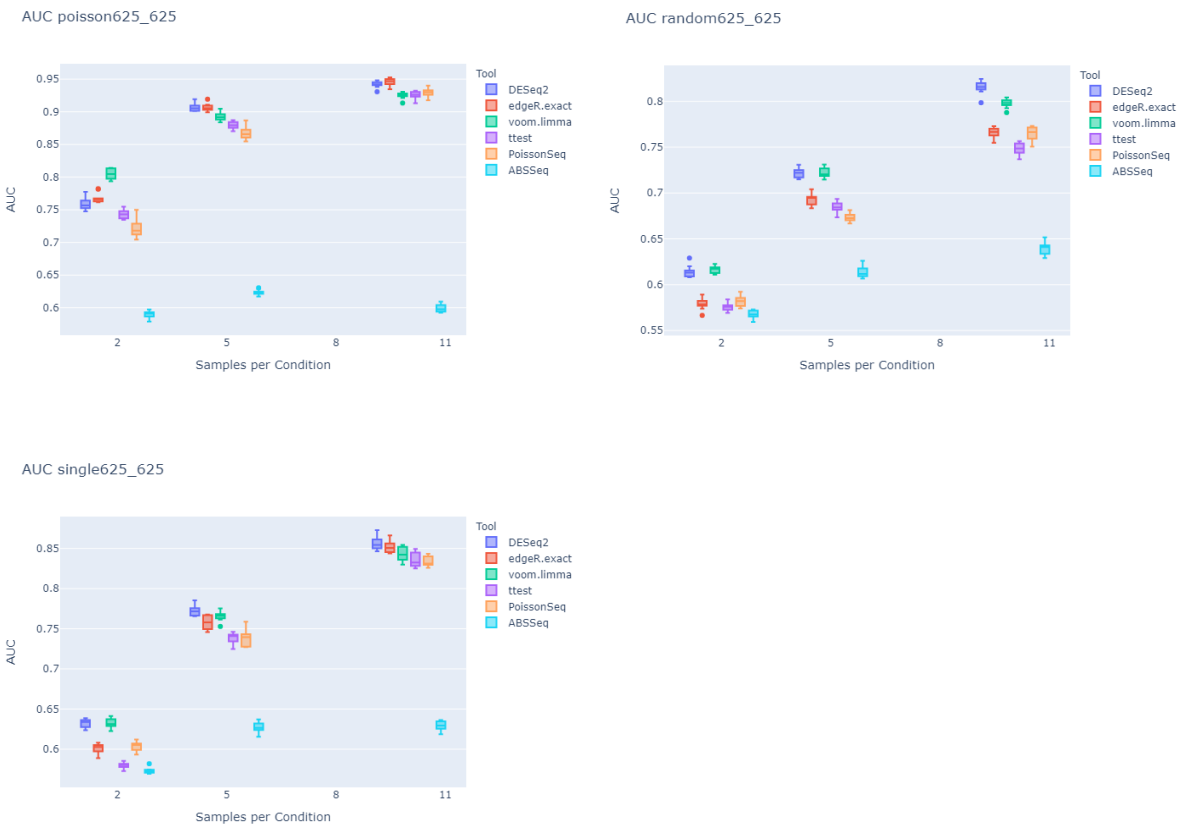 AUC poisson625_625
AUC
0.95
0.9
0.85
0.8
0.75
0.7
0.65
0.6
2
5
8
11
Samples per Condition
Tool
DESeq2
edgeR.exact
voom.limma
ttest
PoissonSeq
ABSSeq
AUC random625_625
AUC
0.8
0.75
0.7
0.65
0.6
0.55
2
5
8
11
Samples per Condition
Tool
DESeq2
edgeR.exact
voom.limma
ttest
PoissonSeq
ABSSeq
AUC single625_625
AUC
0.85
0.8
0.75
0.7
0.65
0.6
2
5
8
11
Samples per Condition
Tool
DESeq2
edgeR.exact
voom.limma
ttest
PoissonSeq
ABSSeq